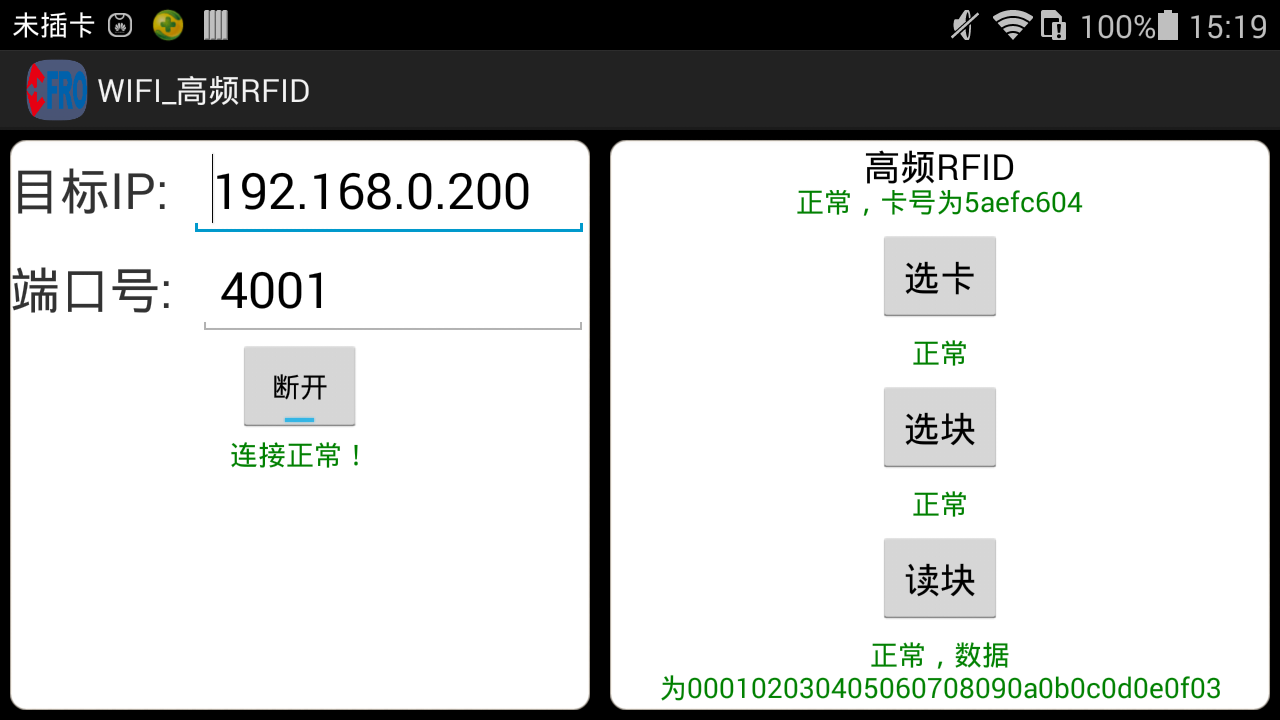 未插卡 100% 15:19
FRO WIFI_高频RFID
目标IP: 192.168.0.200
端口号: 4001
断开
连接正常！
高频RFID
正常，卡号为5aefc604
选卡
正常
选块
正常
读块
正常，数据
为000102030405060708090a0b0c0d0e0f03